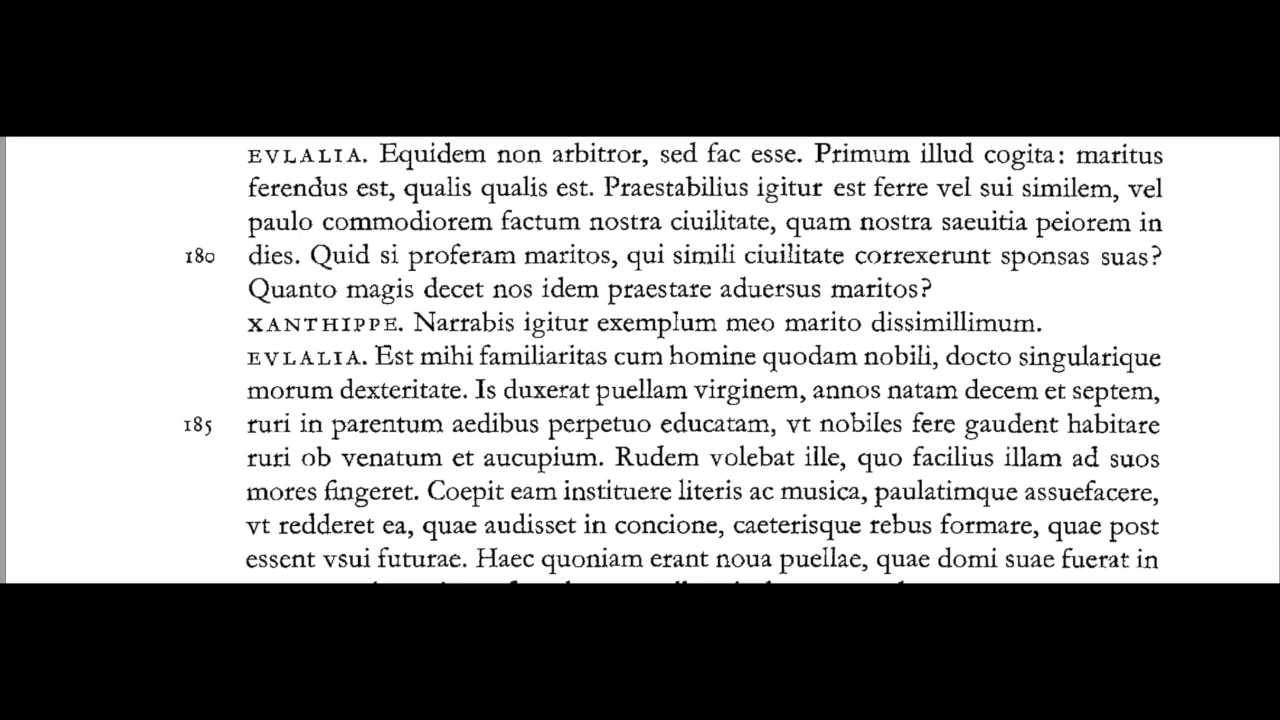 EVLALIA. Equidem non arbitror, sed fac esse. Primum illud cogita: maritus
ferendus est, qualis qualis est. Praestabilius igitur est ferre vel sui similem, vel
paulo commodiorem factum nostra ciuilitate, quam nostra saeuitia peiorem in
180 dies. Quid si proferam maritos, qui simili ciuilitate correxerunt sponsas suas?
Quanto magis decet nos idem praestare aduersus maritos?
XANTHIPPE. Narrabis igitur exemplum meo marito dissimillimum.
EVLALIA. Est mihi familiaritas cum homine quodam nobili, docto singularique
morum dexteritate. Is duxerat puellam virginem, annos natam decem et septem,
185 ruri in parentum aedibus perpetuo educatam, vt nobiles fere gaudent habitare
ruri ob venatum et aucupium. Rudem volebat ille, quo facilius illam ad suos
mores fingeret. Coepit eam instituere literis ac musica, paulatimque assuefacere,
vt redderet ea, quae audisset in concione, caeterisque rebus formare, quae post
essent vsui futurae. Haec quoniam erant noua puellae, quae domi suae fuerat in